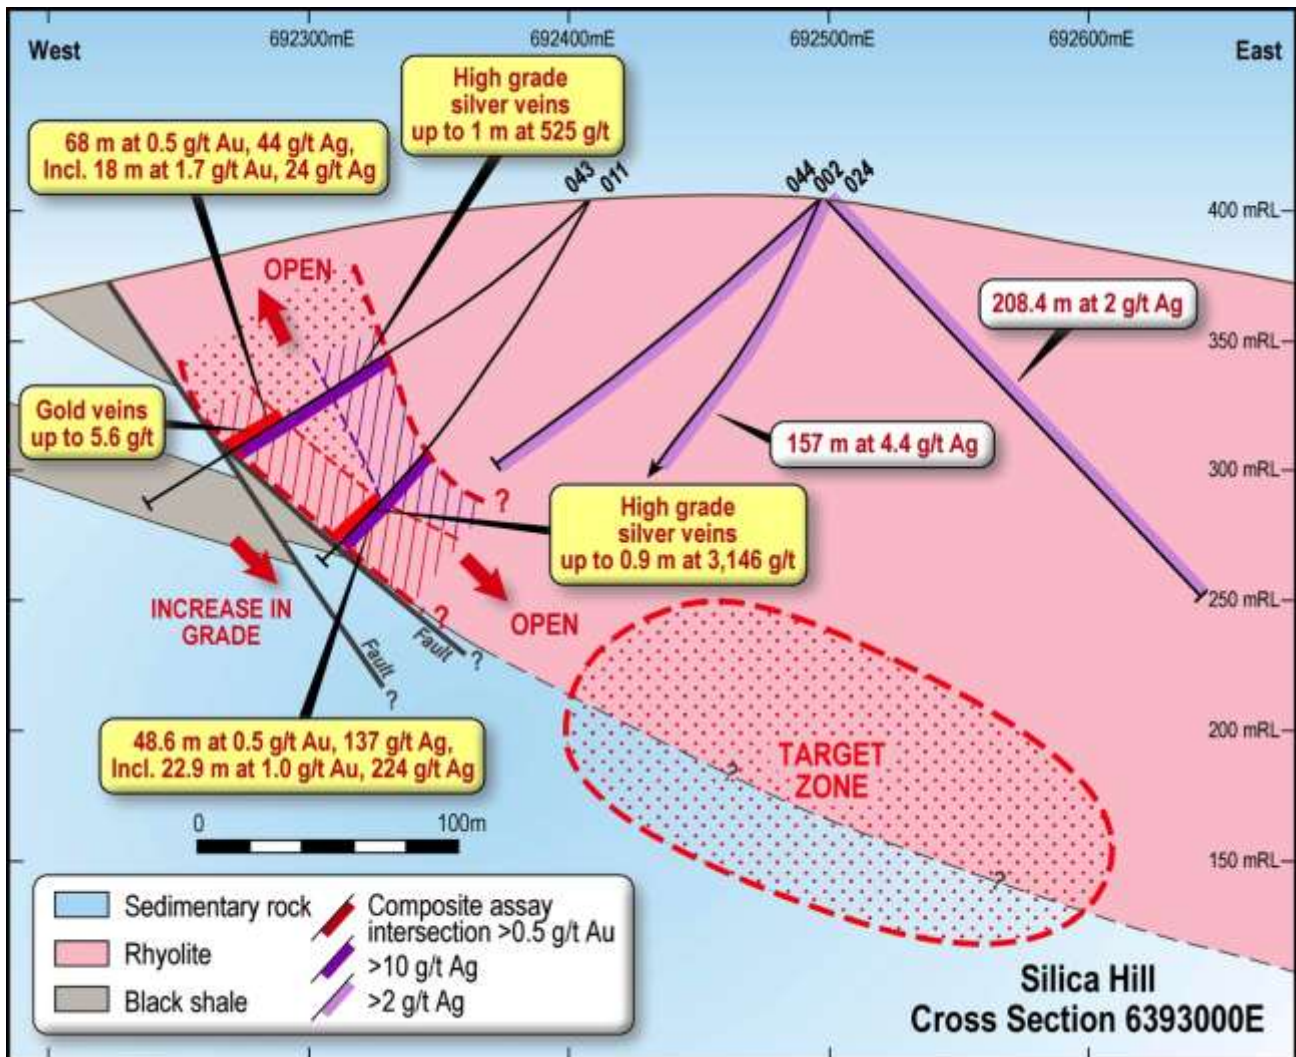 692300mE
692400mE
692500mE
692600mE
West
East
High grade
silver veins
up to 1 m at 525 g/t
68 m at 0.5 g/t Au, 44 g/t Ag,
Incl. 18 m at 1.7 g/t Au, 24 g/t Ag
043
011
044
002
024
400 mRL
OPEN
208.4 m at 2 g/t Ag
350 mRL
Gold veins
up to 5.6 g/t
157 m at 4.4 g/t Ag
300 mRL
?
High grade
silver veins
up to 0.9 m at 3,146 g/t
INCREASE IN
GRADE
OPEN
250 mRL
?
Fault
?
Fault
?
48.6 m at 0.5 g/t Au, 137 g/t Ag,
Incl. 22.9 m at 1.0 g/t Au, 224 g/t Ag
200 mRL
TARGET
ZONE
?
0
100m
150 mRL
?
Sedimentary rock
Rhyolite
Black shale
Composite assay
intersection >0.5 g/t Au
>10 g/t Ag
>2 g/t Ag
Silica Hill
Cross Section 6393000E